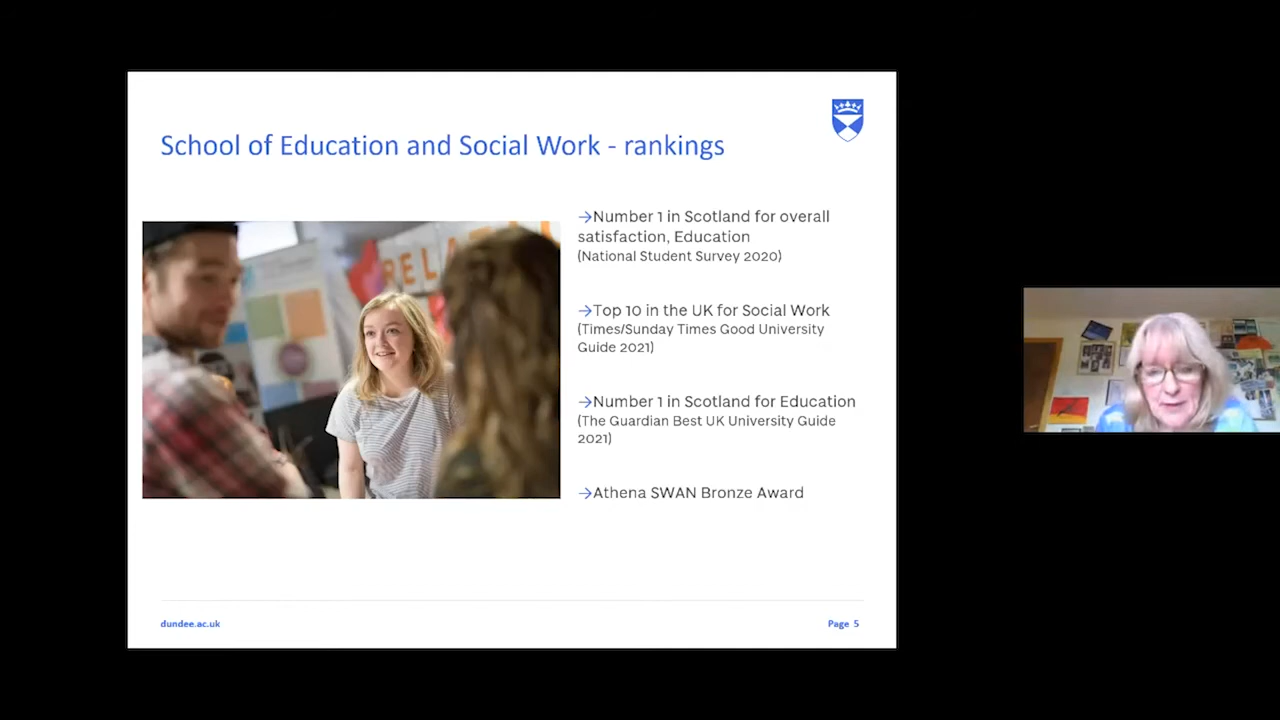 School of Education and Social Work - rankings
RELAT
→Number 1 in Scotland for overall
satisfaction, Education
(National Student Survey 2020)
→Top 10 in the UK for Social Work
(Times/Sunday Times Good University
Guide 2021)
→Number 1 in Scotland for Education
(The Guardian Best UK University Guide
2021)
→Athena SWAN Bronze Award
dundee.ac.uk
Page 5